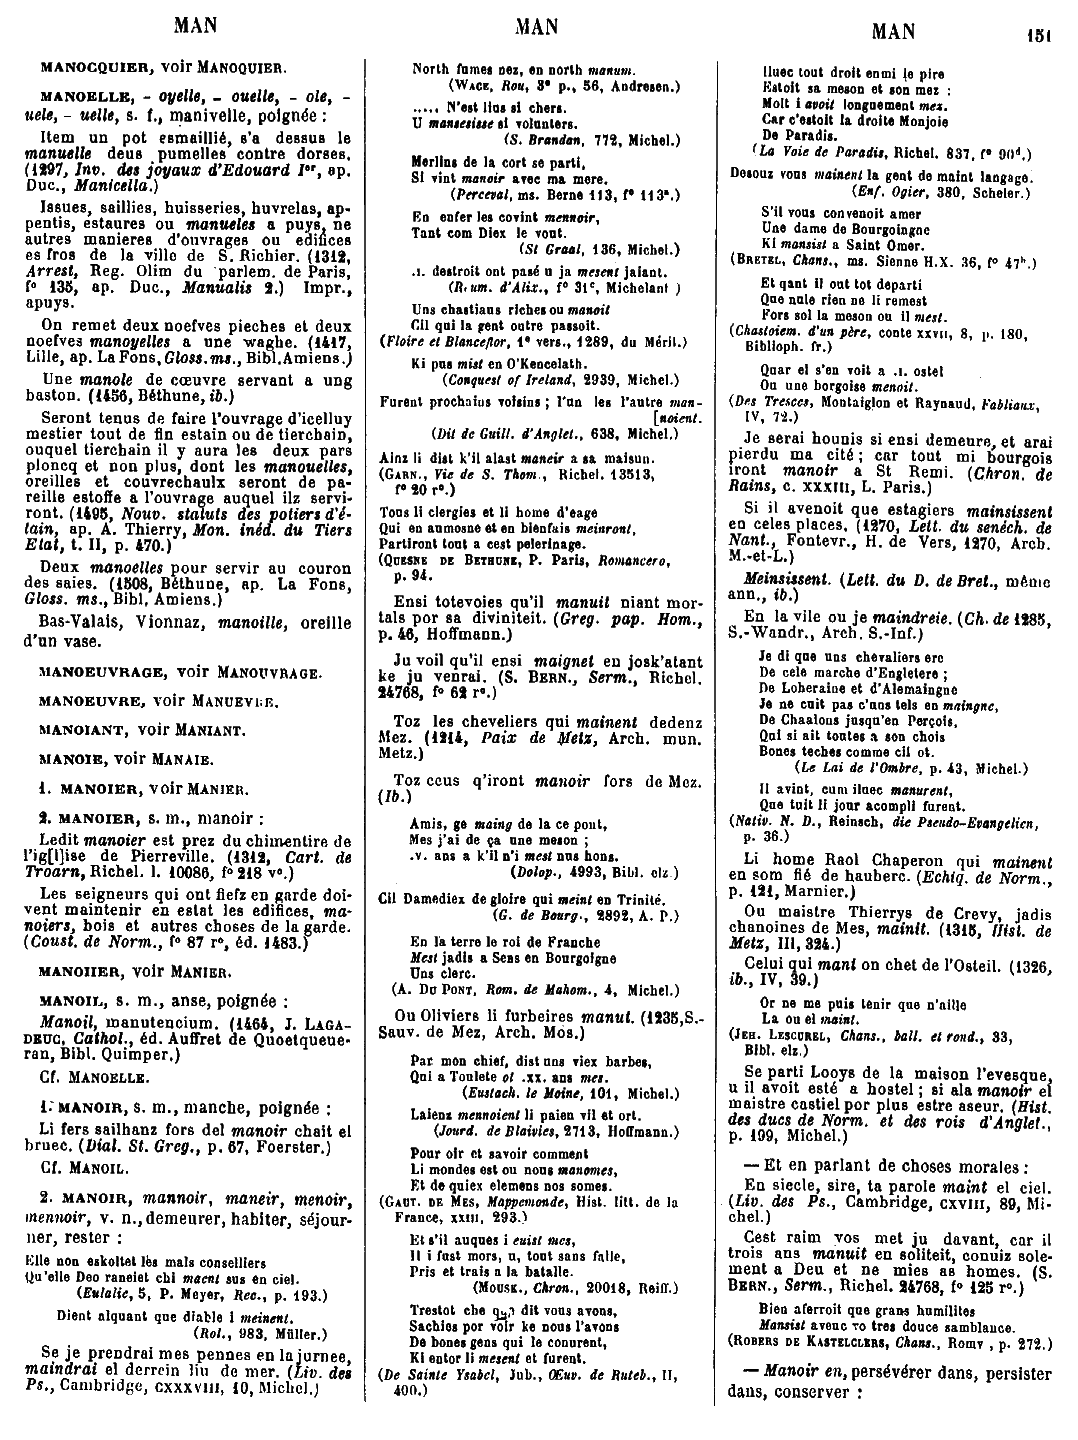 MAN
MANOCQUIER, voir MANOQUIER.
MANOELLE, - oyelle, - ouelle, - ole, -
uele, - uelle, s. f., manivelle, poignée :
Item un pot esmaillié, s'a dessus le
manuelle deus pumelles contre dorses.
(1297, Inv. des joyaux d'Edouard Ier, ap.
Duc., Manicella.)
Issues, saillies, huisseries, huvrelas, ap-
pentis, estaures ou manueles a puys, ne
autres manieres d'ouvrages ou edifices
es fros de la ville de S. Richier. (1312,
Arrest, Reg. Olim du parlem. de Paris,
fo 135, ap. Duc., Manualis 2.) Impr.,
apuys.
On remet deux noefves pieches et deux
noefves manoyelles a une waghe. (1417,
Lille, ap. La Fons, Gloss. ms., Bibl. Amiens.)
Une manole de cœuvre servant a ung
baston. (1456, Béthune, ib.)
Seront tenus de faire l'ouvrage d'icelluy
mestier tout de fin estain ou de tierchain,
ouquel tierchain il y aura les deux pars
ploncq et non plus, dont les manouelles,
oreilles et couvrechaulx seront de pa-
reille estoffe a l'ouvrage auquel ilz servi-
ront. (1495, Nouv. statuts des potiers d'é-
tain, ap. A. Thierry, Mon. inéd. du Tiers
Etat, t. II, p. 470.)
Deux manoelles pour servir au couron
des saies. (1508, Béthune, ap. La Fons,
Gloss. ms., Bibl. Amiens.)
Bas-Valais, Vionnaz, manoille, oreille
d'un vase.
MANOEUVRAGE, voir MANOUVRAGE.
MANOEUVRE, voir MANUEVRE.
MANOIANT, voir MANIANT.
MANOIE, voir MANAIE.
1. MANOIER, voir MANIER.
2. MANOIER, s. m., manoir :
Ledit manoier est prez du chimentire de
l'ig[l]ise de Pierreville. (1312, Cart. de
Troarn, Richel. l. 10086, fo 218 vo.)
Les seigneurs qui ont fiefz en garde doi-
vent maintenir en estat les edifices, ma-
noiers, bois et autres choses de la garde.
(Coust. de Norm., fo 87 ro, éd. 1483.)
MANOIIER, voir MANIER.
MANOIL, s. m., anse, poignée :
Manoil, manutencium. (1464, J. LAGA-
DEUC, Cathol., éd. Auffret de Quoetqueue-
ran, Bibl. Quimper.)
Cf. MANOELLE.
1. MANOIR, s. m., manche, poignée :
Li fers sailhanz fors del manoir chait el
bruec. (Dial. St. Greg., p. 67, Foerster.)
Cf. MANOIL.
2. MANOIR, mannoir, maneir, menoir,
mennoir, v. n., demeurer, habiter, séjour-
ner, rester :
Elle non eskoltet les mals conselliers
Qu'elle Deo raneiet chi maent sus en ciel.
(Eulalie, 5, P. Meyer, Rec., p. 193.)
Dient alquant que diable i meinent.
(Rol., 983, Müller.)
Se je prendrai mes pennes en la jurnee,
maindrai el derrein liu de mer. (Liv. des
Ps., Cambridge, CXXXVIII, 10, Michel.)
MAN
North fumes nez, en north manum.
(WACE, Rou, 3e p., 56, Andresen.)
..... N'est lius si chers.
U mansesisse si volunters.
(S. Brandan, 772, Michel.)
Merlins de la cort se parti,
Si vint manoir avec ma mere.
(Perceval, ms. Berne 113, fo 113a.)
En enfer les covint mennoir,
Tant com Diex le vout.
(St Graal, 136, Michel.)
.I. destroit ont pasé u ja mesent jaiant.
(Roum. d'Alix., fo 31c, Michelant )
Uns chastiaus riches ou manoit
Cil qui la gent outre passoit.
(Floire et Blanceflor, 1e vers., 1289, du Méril.)
Ki pus mist en O'Kencelath.
(Conquest of Ireland, 2939, Michel.)
Furent prochains voisins ; l'un les l'autre man-
[noient.
(Dit de Guill. d'Anglet., 638, Michel.)
Ainz li dist k'il alast maneir a sa maisun.
(GARN., Vie de S. Thom., Richel. 13513,
fo 20 ro.)
Tous li clergies et li home d'eage
Qui en aumosne et en bienfais meinront,
Partiront tout a cest pelerinage.
(QUESNE DE BETHUNE, P. Paris, Romancero,
p. 94.
Ensi totevoies qu'il manuit niant mor-
tals por sa diviniteit. (Greg. pap. Hom.,
p. 46, Hoffmann.)
Ju voil qu'il ensi maignet en josk'atant
ke ju venrai. (S. BERN., Serm., Richel.
24768, fo 62 ro.)
Toz les cheveliers qui mainent dedenz
Mez. (1214, Paix de Metz, Arch. mun.
Metz.)
Toz ceus q'iront manoir fors de Mez.
(Ib.)
Amis, ge maing de la ce pont,
Mes j'ai de ça une meson ;
.v. ans a k'il n'i mest nus hons.
(Dolop., 4993, Bibl. elz.)
Cil Damediex de gloire qui meint en Trinité.
(G. de Bourg., 2892, A. P.)
En la terre le roi de Franche
Mest jadis a Sens en Bourgoigne
Uns clerc.
(A. DU PONT, Rom. de Mahom., 4, Michel.)
Ou Oliviers li furbeires manut. (1235, S.-
Sauv. de Mez, Arch. Mos.)
Par mon chief, dist uns viex barbes,
Qui a Toulete ot .xx. ans mes.
(Eustach. le Moine, 101, Michel.)
Laienz mennoient li paien vil et ort.
(Jourd. de Blaivies, 2713, Hoffmann.)
Pour oïr et savoir comment
Li mondes est ou nous manomes,
Et de quiex elemens nos somes.
(GAUT. DE MES, Mappemonde, Hist. litt. de la
France, XXIII, 293.)
Et s'il auques i euist mes,
Il i fust mors, u, tout sans falle,
Pris et trais a la batalle.
(MOUSK., Chron., 20018, Reiff.)
Trestot che qu'on dit vous avons,
Sachies por voir ke nous l'avons
De bones gens qui le conurent,
Ki entor li mesent et furent.
(De Sainte Ysabel, Jub., Œuv. de Ruteb., II,
400.)
MAN
151
Iluec tout droit enmi le pire
Estoit sa meson et son mez :
Molt i avoit longuement mez.
Car c'estoit la droite Monjoie
De Paradis.
(La Voie de Paradis, Richel. 837, fo 90d.)
Desouz vous mainent la gent de maint langage.
(Enf. Ogier, 380, Scheler.)
S'il vous convenoit amer
Une dame de Bourgoingne
Ki mansist a Saint Omer.
(BRETEL, Chans., ms. Sienne H.X. 36, fo 47b.)
Et qant il out tot departi
Que nule rien ne li remest
Fors sol la meson ou il mest.
(Chastoiem. d'un père, conte XXVII, 8, p. 180,
Biblioph. fr.)
Quar el s'en voit a .I. ostel
Ou une borgoise menoit.
(Des Tresces, Montaiglon et Raynaud, Fabliaux,
IV, 72.)
Je serai hounis si ensi demeure, et arai
pierdu ma cité ; car tout mi bourgois
iront manoir a St Remi. (Chron. de
Rains, c. XXXIII, L. Paris.)
Si il avenoit que estagiers mainsissent
en celes places. (1270, Lett. du senéch. de
Nant., Fontevr., H. de Vers, 1270, Arch.
M.-et-L.)
Meinsissent. (Lett. du D. de Bret., même
ann., ib.)
En la vile ou je maindreie. (Ch. de 1285,
S.-Wandr., Arch. S.-Inf.)
Je di que uns chevaliers ere
De cele marche d'Engletere ;
De Loheraine et d'Alemaingne
Je ne cuit pas c'uns tels en maingne,
De Chaalons jusqu'en Perçois,
Qui si ait toutes a son chois
Bones teches comme cil ot.
(Le Lai de l'Ombre, p. 43, Michel.)
Il avint, cum iluec manurent,
Que tuit li jour acompli furent.
(Nativ. N. D., Reinsch, die Pseudo-Evangelien,
p. 36.)
Li home Raol Chaperon qui mainent
en som fié de hauberc. (Echiq. de Norm.,
p. 121, Marnier.)
Ou maistre Thierrys de Crevy, jadis
chanoines de Mes, mainit. (1315, Hist. de
Metz, III, 324.)
Celui qui mant on chet de l'Osteil. (1326,
ib., IV, 39.)
Or ne me puis tenir que n'aille
La ou el maint.
(JEH. LESCUREL, Chans., ball. et rond., 33,
Bibl. elz.)
Se parti Looys de la maison l'evesque,
u il avoit esté a hostel ; si ala manoir el
maistre castiel por plus estre aseur. (Hist.
des ducs de Norm. et des rois d'Anglet.,
p. 199, Michel.)
— Et en parlant de choses morales :
En siecle, sire, ta parole maint el ciel.
(Liv. des Ps., Cambridge, CXVIII, 89, Mi-
chel.)
Cest raim vos met ju davant, car il
trois ans manuit en soliteit, conuiz sole-
ment a Deu et ne mies as homes. (S.
BERN., Serm., Richel. 24768, fo 125 ro.)
Bien aferroit que grans humilites
Mansist avenc vo tres douce samblance.
(ROBERS DE KASTELCLERS, Chans., Romv , p. 272.)
— Manoir en, persévérer dans, persister
dans, conserver :